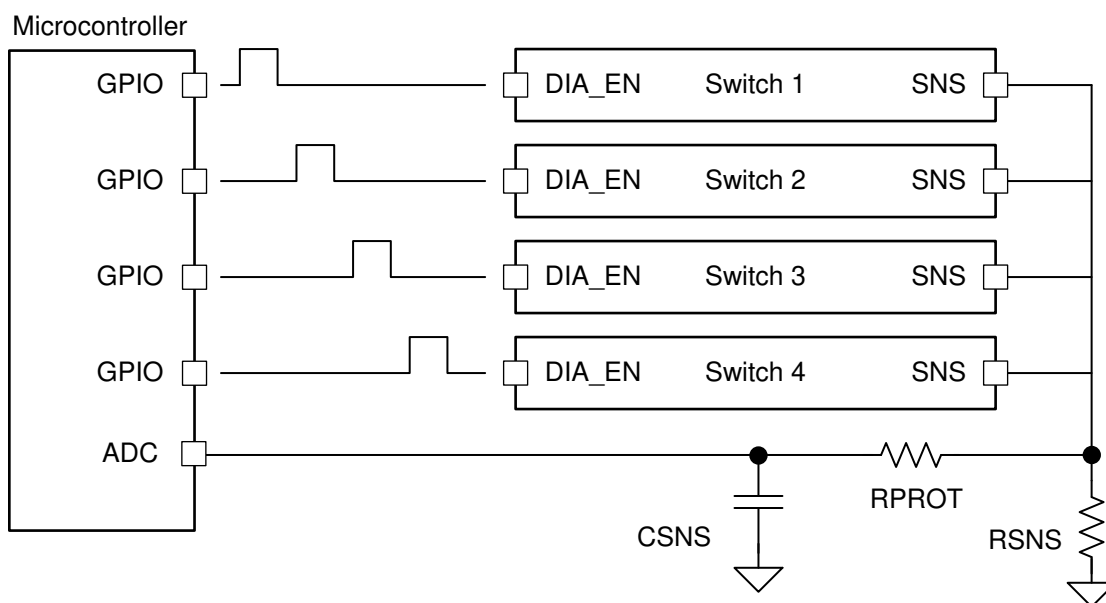 Microcontroller
GPIO DIA_EN Switch 1 SNS
GPIO DIA_EN Switch 2 SNS
GPIO DIA_EN Switch 3 SNS
GPIO DIA_EN Switch 4 SNS
ADC
RPROT
CSNS
RSNS